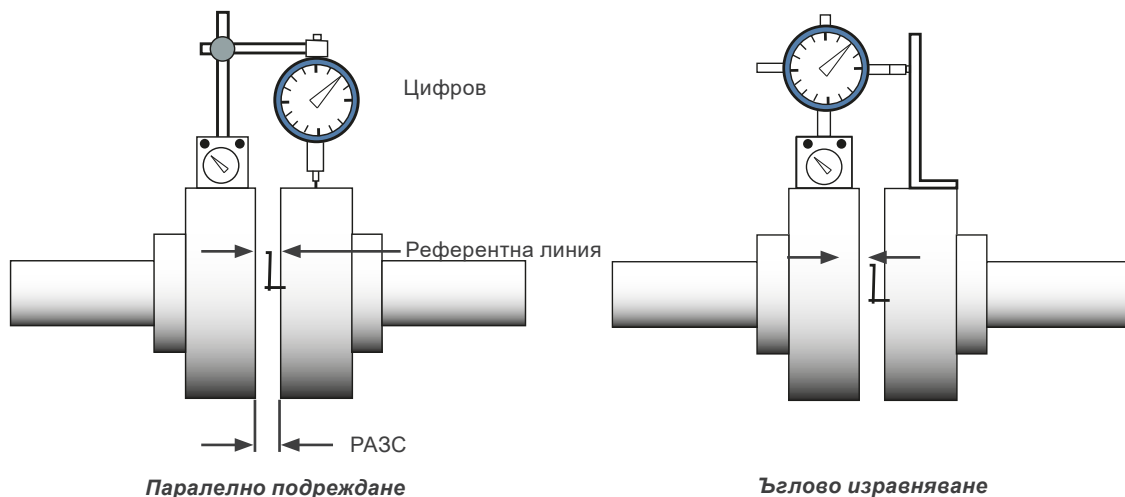 Цифров
Референтна линия
РАЗС
Паралелно подреждане
Ъглово изравняване